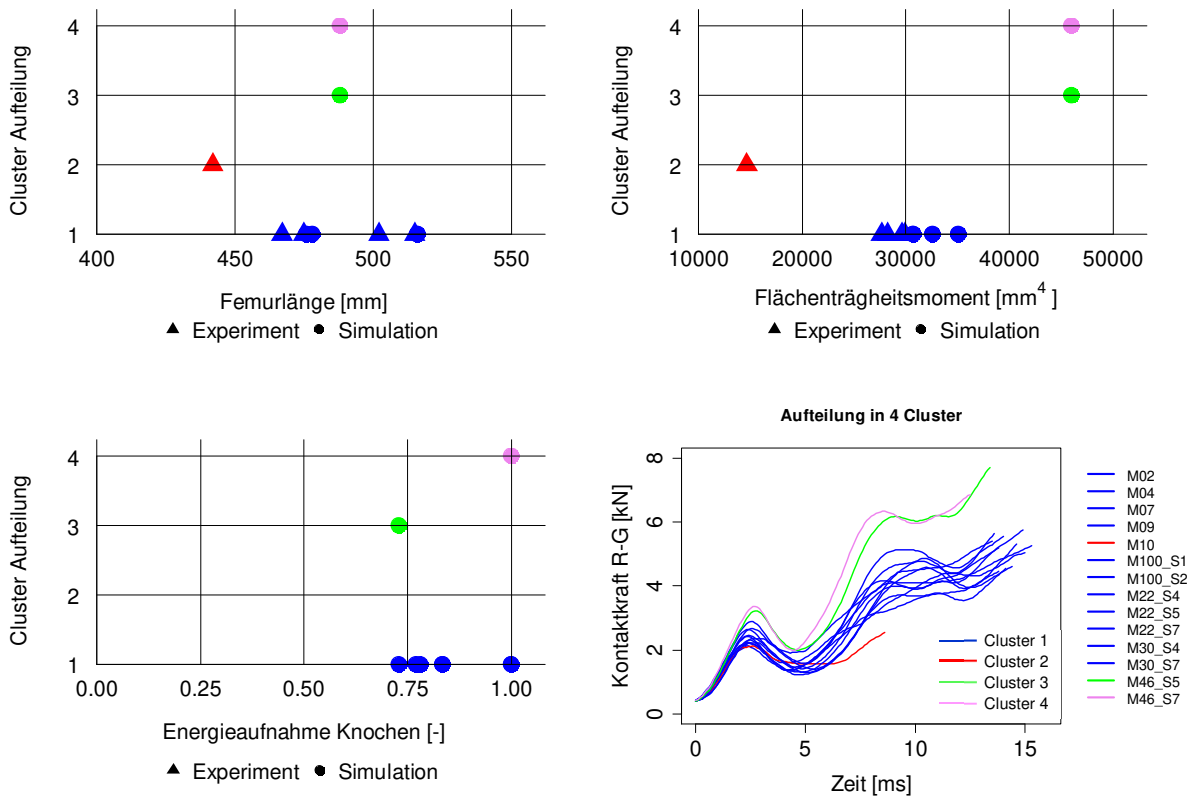 Cluster Aufteilung
4
3
2
1
400
450
500
550
Femurlänge [mm]
Experiment
Simulation
Cluster Aufteilung
4
3
2
1
10000
20000
30000
40000
50000
Flächenträgheitsmoment [mm⁴ ]
Experiment
Simulation
Cluster Aufteilung
4
3
2
1
0.00
0.25
0.50
0.75
1.00
Energieaufnahme Knochen [-]
Experiment
Simulation
Aufteilung in 4 Cluster
Kontaktkraft R-G [kN]
8
6
4
2
0
0
5
10
15
Zeit [ms]
Cluster 1
Cluster 2
Cluster 3
Cluster 4
M02
M04
M07
M09
M10
M100_S1
M100_S2
M22_S4
M22_S5
M22_S7
M30_S4
M30_S7
M46_S5
M46_S7